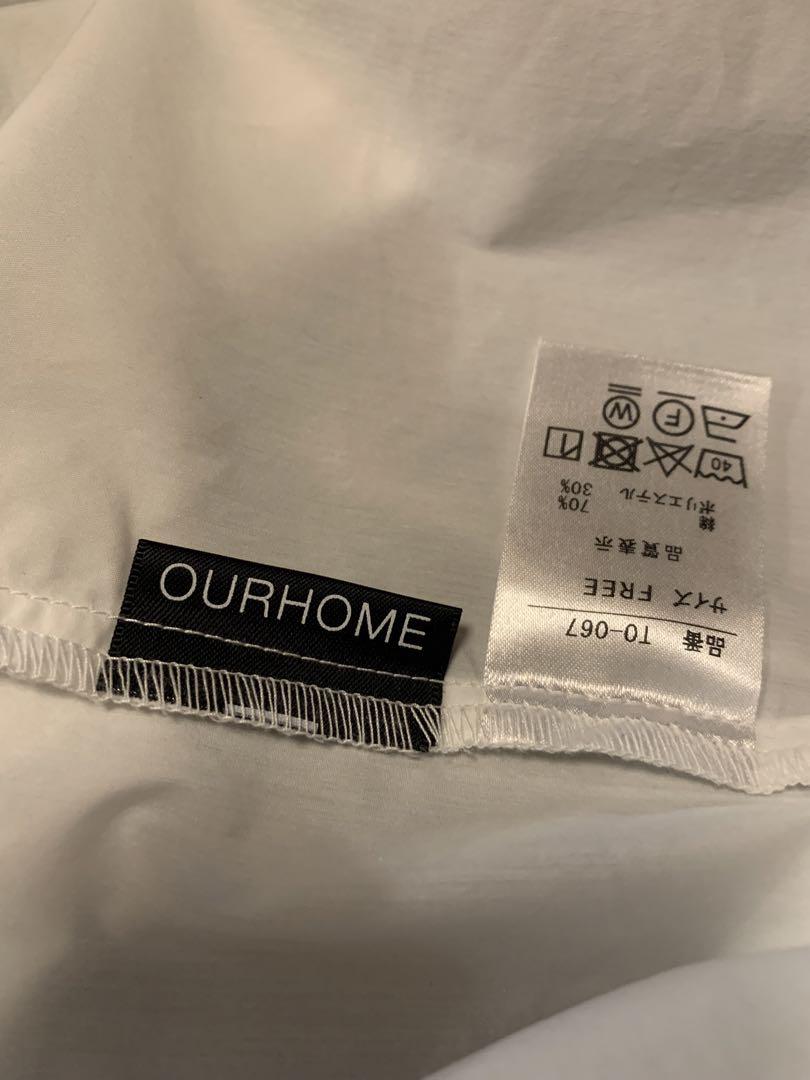 OURHOME
品番 TO-067
サイズ FREE
品質表示
綿 70%
ポリエステル 30%
40
F W